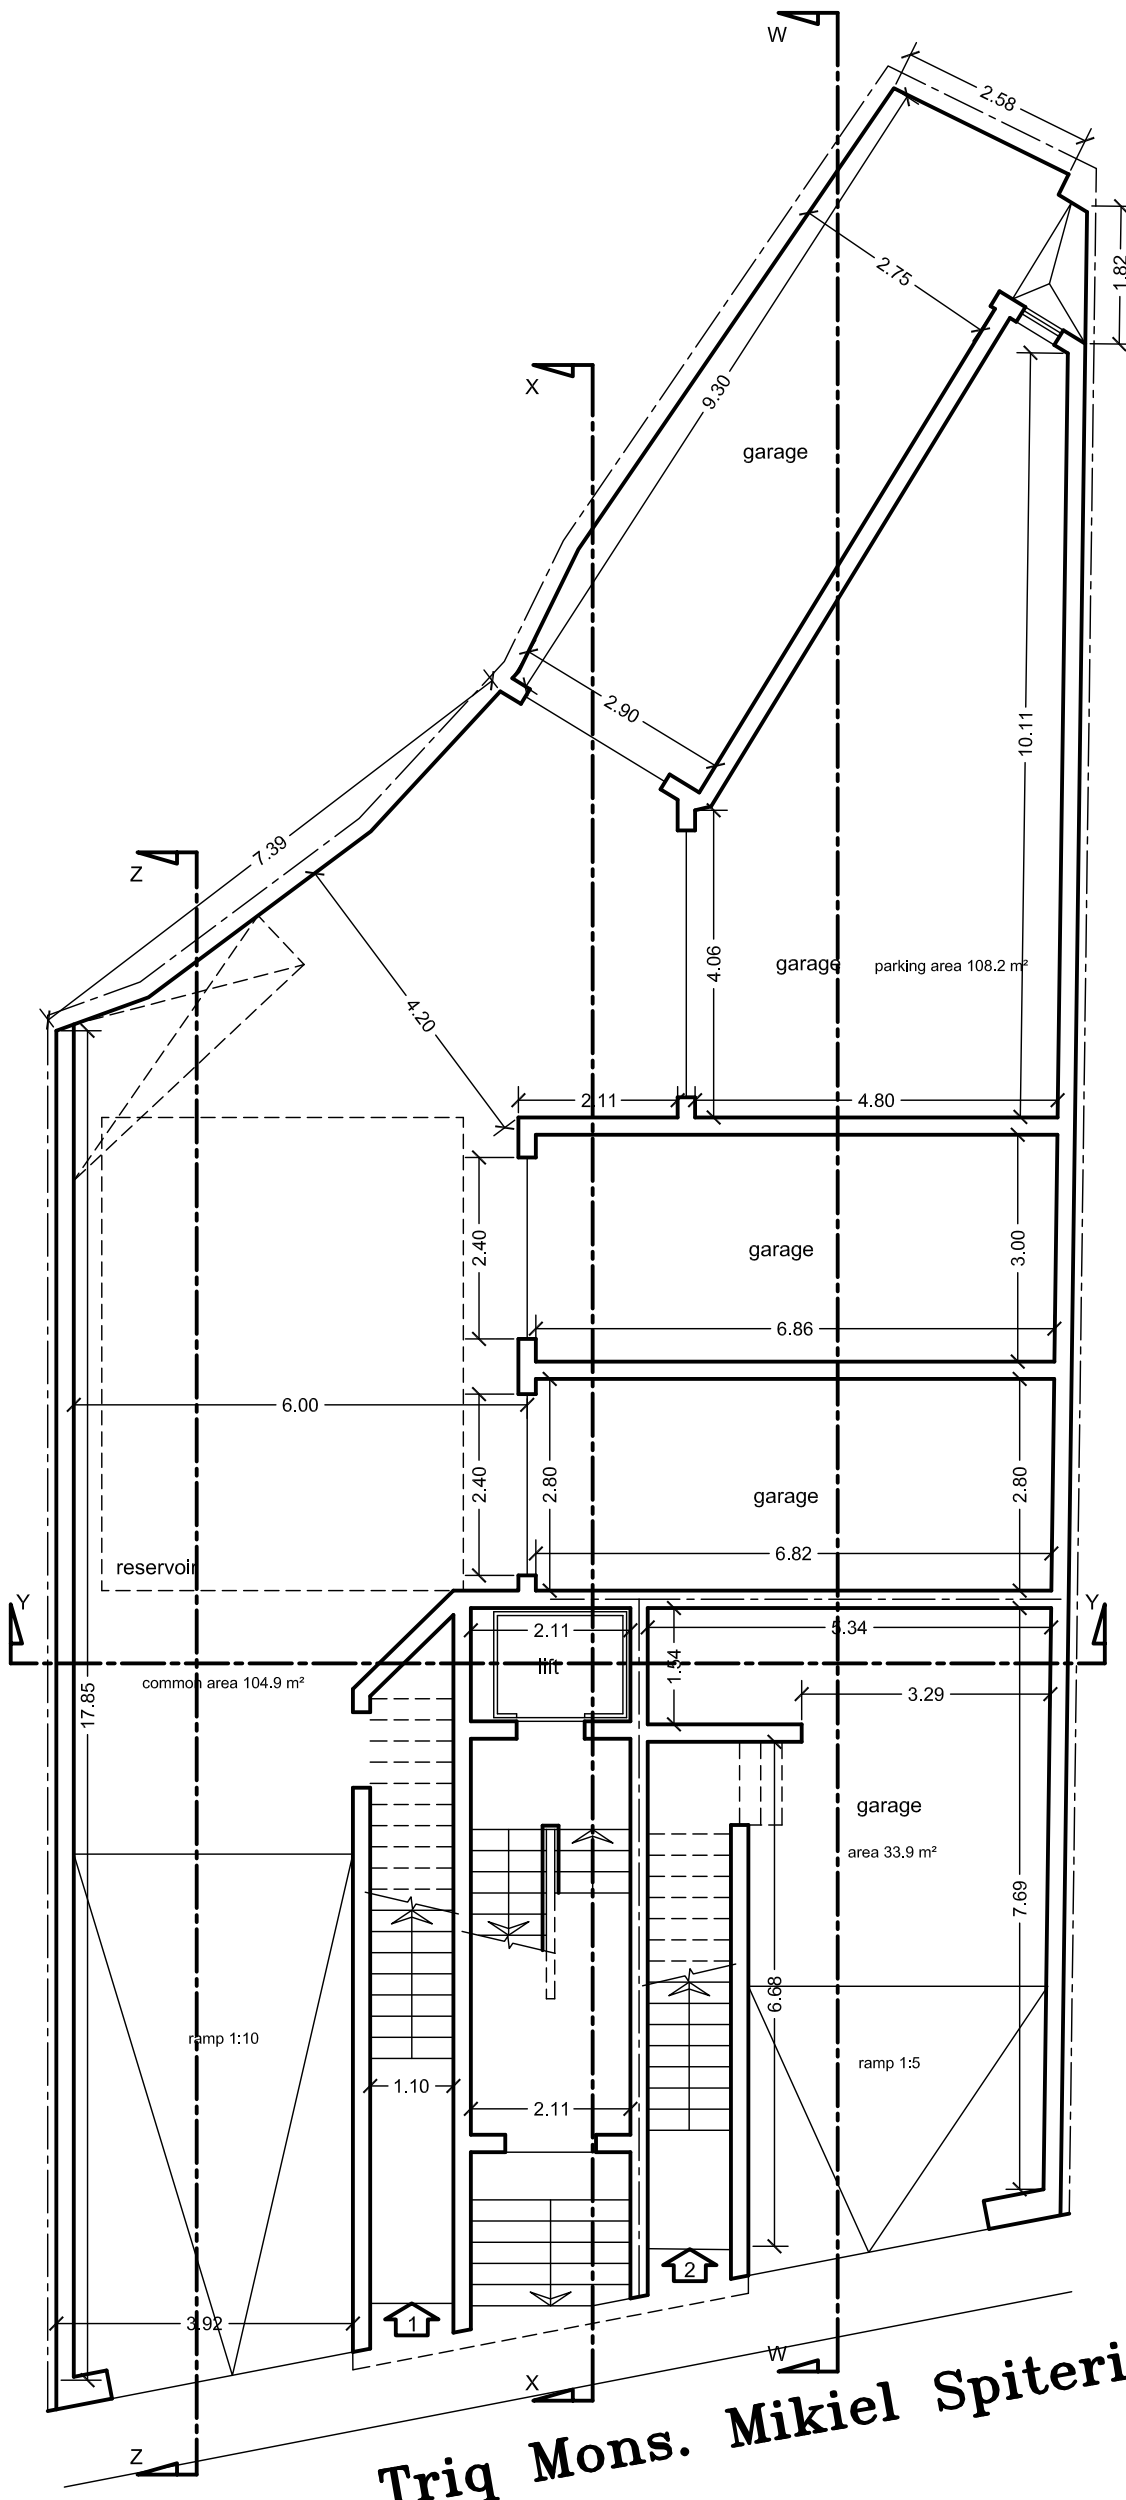 W
2.58
1.82
2.75
X
9.30
garage
2.90
10.11
7.39
Z
4.06
garage
parking area 108.2 m²
4.20
2.11
4.80
2.40
garage
3.00
6.86
6.00
2.40
2.80
garage
2.80
6.82
reservoir
Y
Y
2.11
5.34
lift
1.54
common area 104.9 m²
17.85
3.29
garage
area 33.9 m²
7.69
6.68
ramp 1:10
ramp 1:5
1.10
2.11
2
3.92
1
W
X
Z
Triq Mons. Mikiel Spiteri